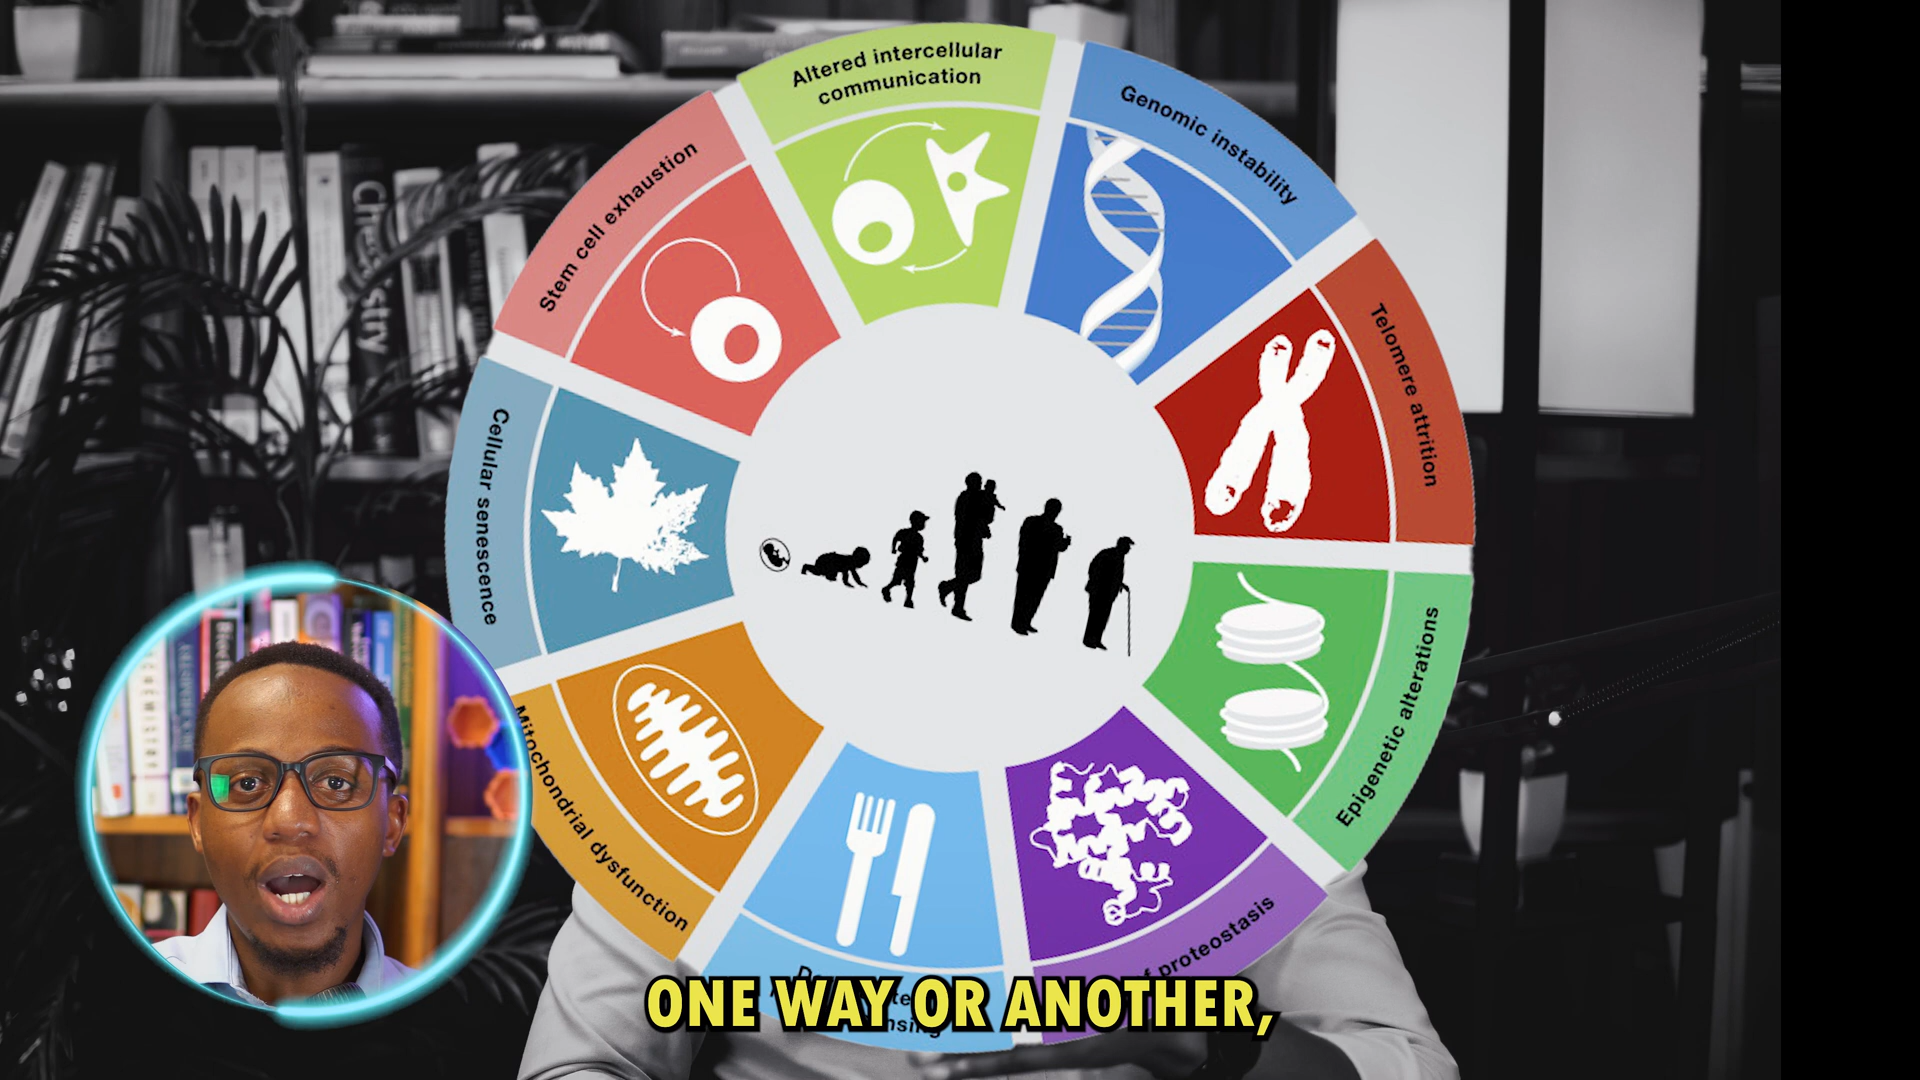 Altered intercellular
communication
Genomic instability
Telomere attrition
Epigenetic alterations
proteostasis
Mitochondrial dysfunction
Cellular senescence
Stem cell exhaustion
Chemistry
ONE WAY OR ANOTHER,